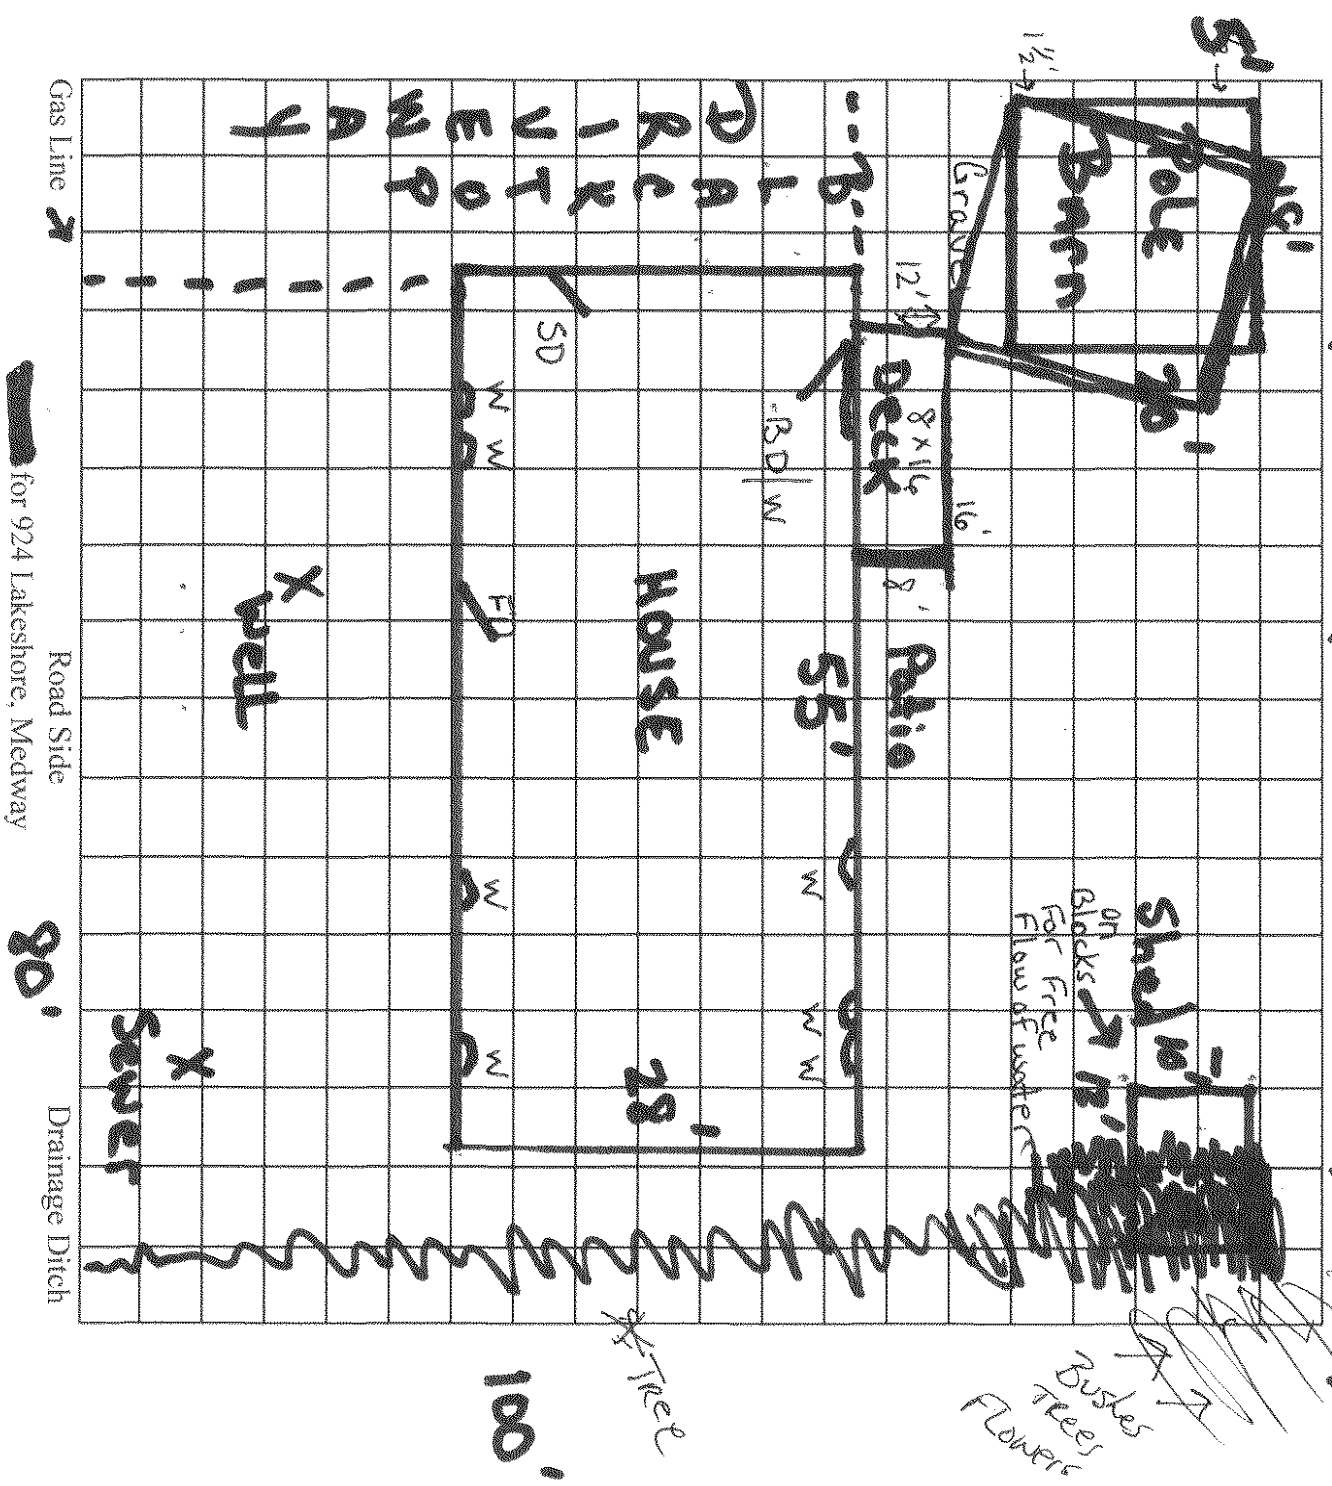 5'
1½'
Pole
Barn
16'
20'
Gravel
--B--
BLACKTOP
DRIVEWAY
12'
DECK
8 x 16
16'
8'
Patio
SD
BD/W
W
W
FD
HOUSE
55'
28'
W
W
W
W
W
X
Well
X
Sewer
Shed
on
Blocks
For Free
Flow of water
10'
12'
Tree
Bushes
Trees
Flowers
100'
Gas Line
Road Side
Drainage Ditch
for 924 Lakeshore, Medway
80'